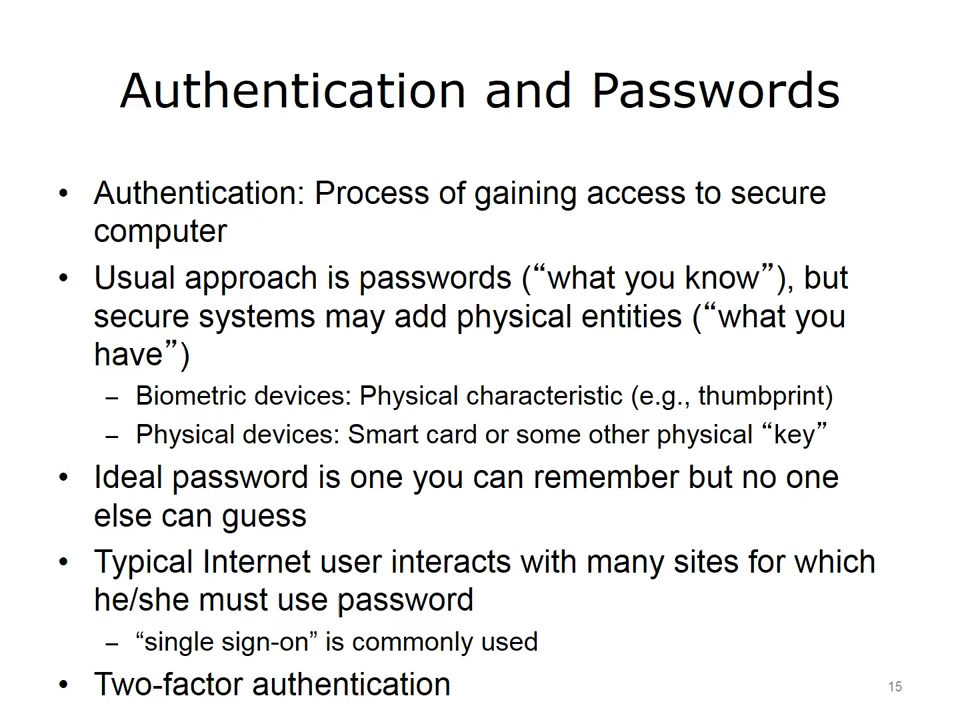 Authentication and Passwords
• Authentication: Process of gaining access to secure
computer
• Usual approach is passwords (“what you know”), but
secure systems may add physical entities (“what you
have”)
– Biometric devices: Physical characteristic (e.g., thumbprint)
– Physical devices: Smart card or some other physical “key”
• Ideal password is one you can remember but no one
else can guess
• Typical Internet user interacts with many sites for which
he/she must use password
– “single sign-on” is commonly used
• Two-factor authentication
15